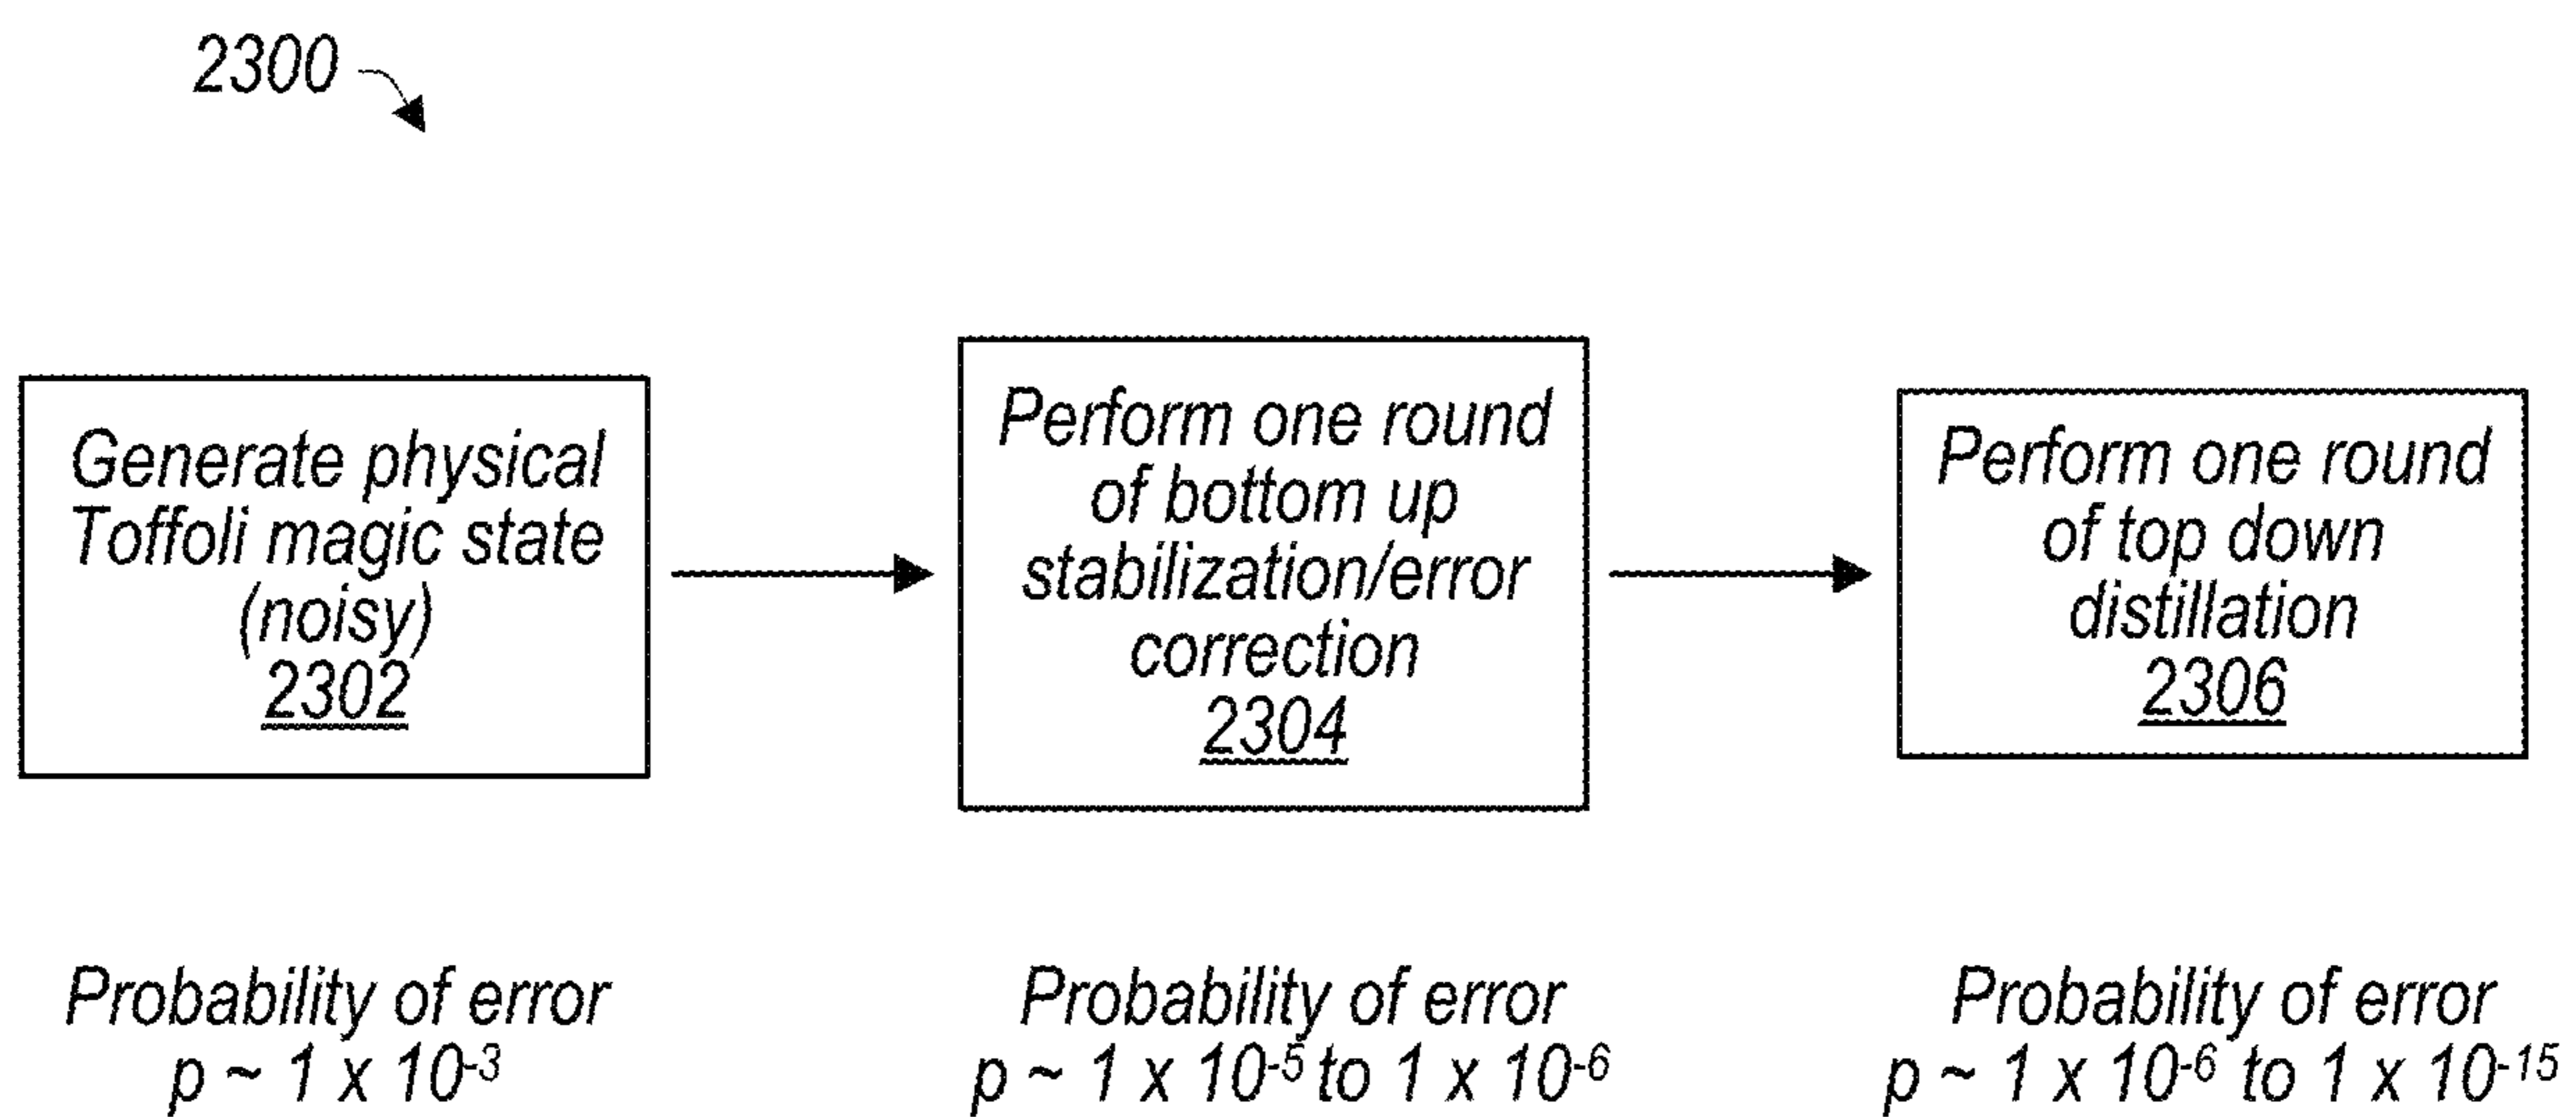 2300
Generate physical
Toffoli magic state
(noisy)
2302
Perform one round
of bottom up
stabilization/error
correction
2304
Perform one round
of top down
distillation
2306
Probability of error
p ~ 1 x 10⁻³
Probability of error
p ~ 1 x 10⁻⁵ to 1 x 10⁻⁶
Probability of error
p ~ 1 x 10⁻⁶ to 1 x 10⁻¹⁵